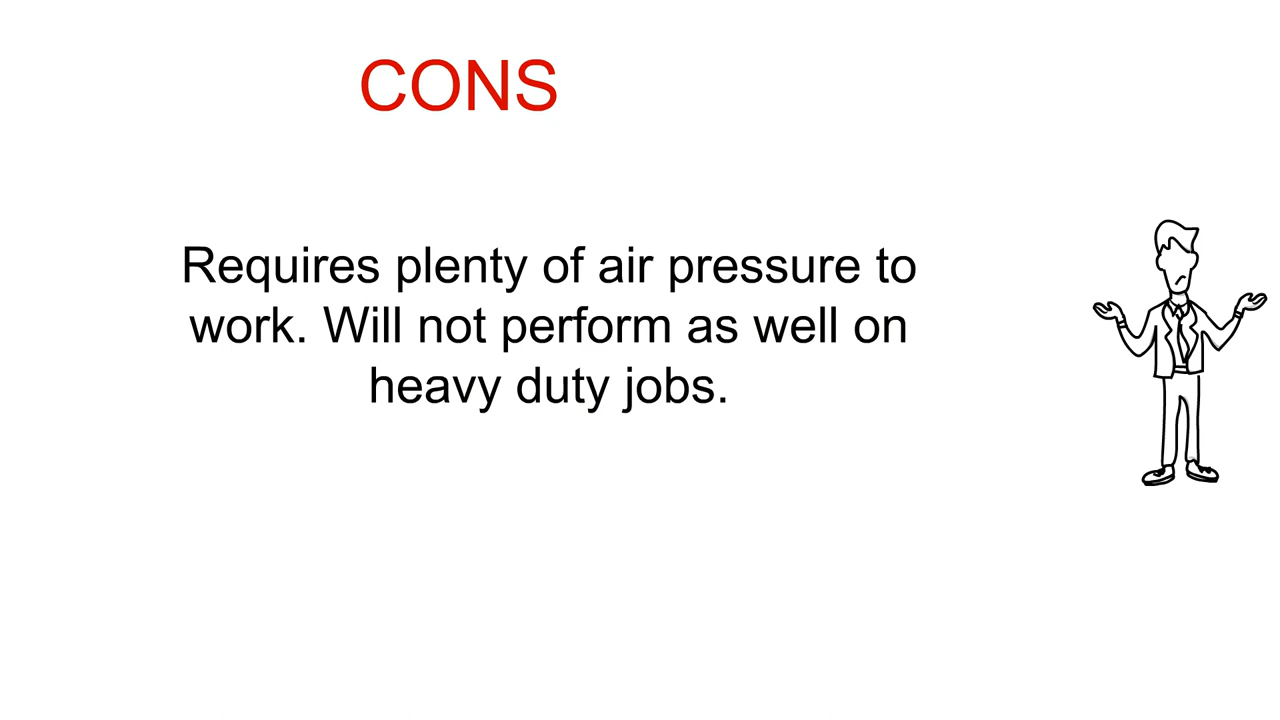 CONS
Requires plenty of air pressure to
work. Will not perform as well on
heavy duty jobs.